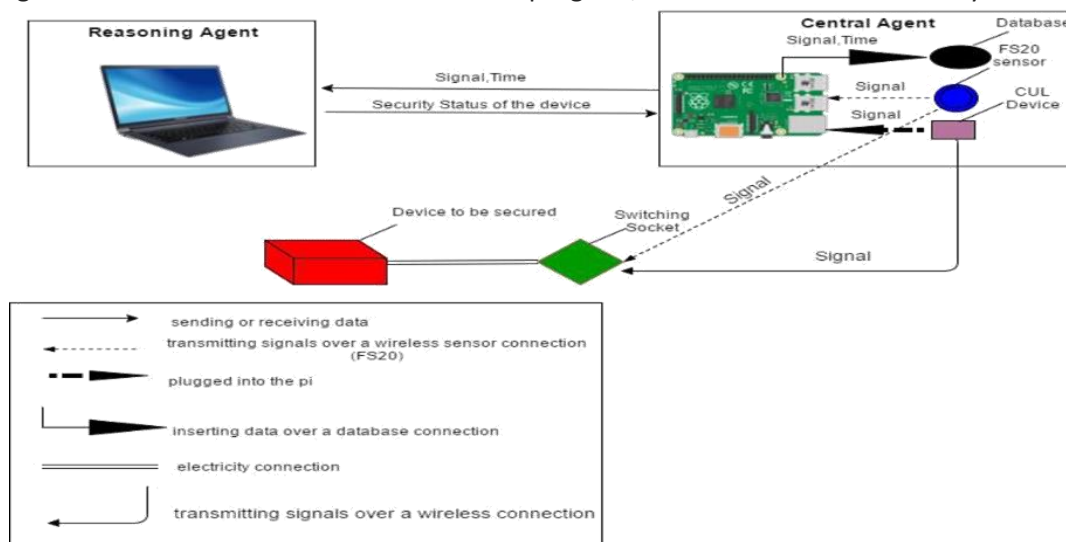 Reasoning Agent
Signal,Time
Security Status of the device
Central Agent
Signal,Time
Database
FS20
sensor
Signal
CUL
Device
Signal
Signal
Device to be secured
Switching
Socket
Signal
sending or receiving data
transmitting signals over a wireless sensor connection
(FS20)
plugged into the pi
inserting data over a database connection
electricity connection
transmitting signals over a wireless connection